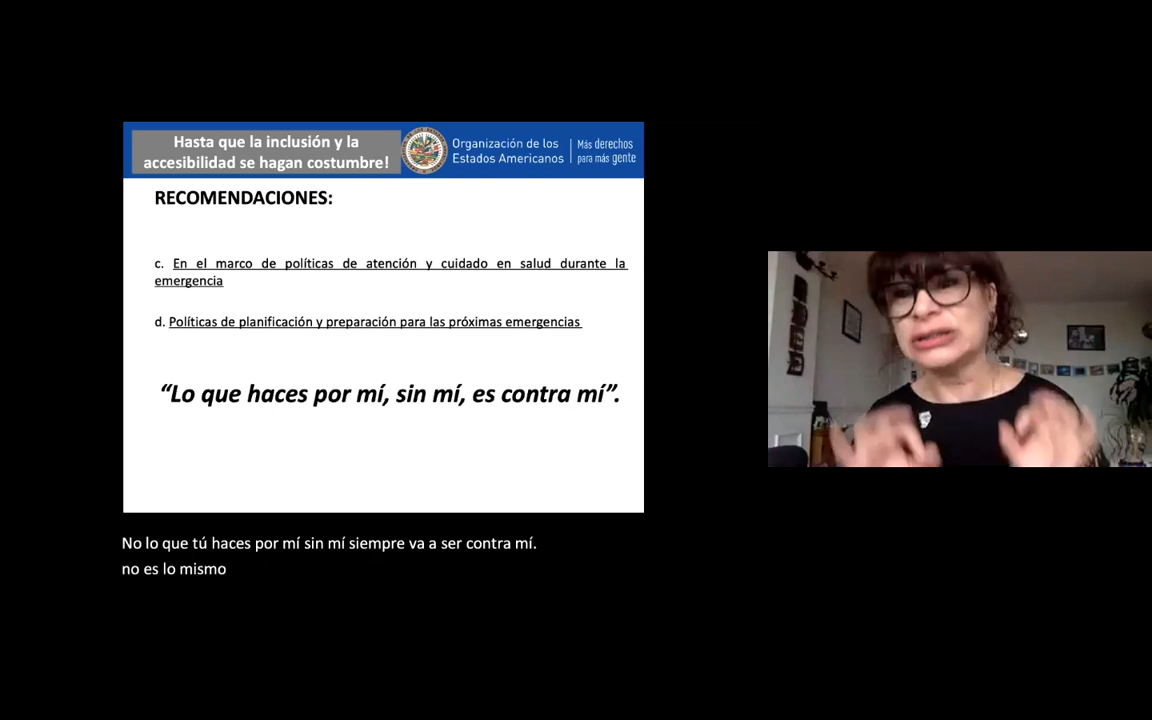 Hasta que la inclusión y la
accesibilidad se hagan costumbre!
Organización de los
Estados Americanos
Más derechos
para más gente
RECOMENDACIONES:
c. En el marco de políticas de atención y cuidado en salud durante la
emergencia
d. Políticas de planificación y preparación para las próximas emergencias
“Lo que haces por mí, sin mí, es contra mí”.
No lo que tú haces por mí sin mí siempre va a ser contra mí.
no es lo mismo